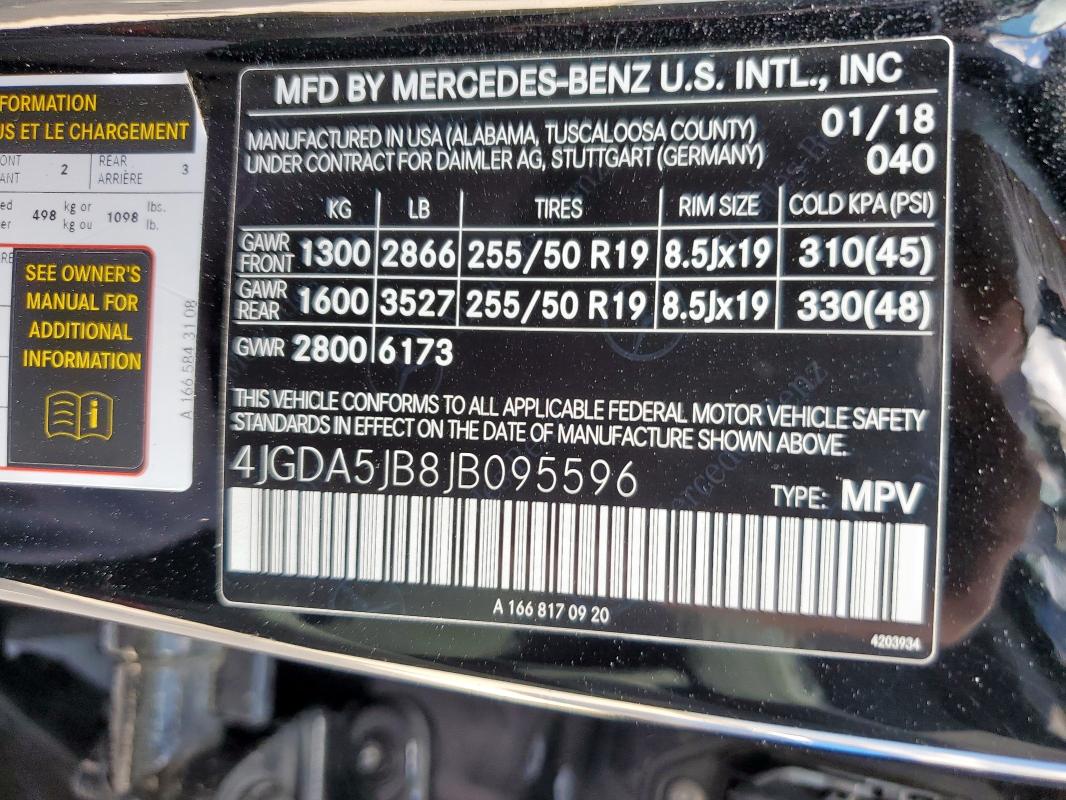 FORMATION
US ET LE CHARGEMENT
ONT 2 REAR 3
ANT ARRIÈRE
ed 498 kg or 1098 lbs.
er kg ou lb.
RE
SEE OWNER'S
MANUAL FOR
ADDITIONAL
INFORMATION
A 166 584 31 08
MFD BY MERCEDES-BENZ U.S. INTL., INC
MANUFACTURED IN USA (ALABAMA, TUSCALOOSA COUNTY) 01/18
UNDER CONTRACT FOR DAIMLER AG, STUTTGART (GERMANY) 040
KG LB TIRES RIM SIZE COLD KPA (PSI)
GAWR FRONT 1300 2866 255/50 R19 8.5Jx19 310(45)
GAWR REAR 1600 3527 255/50 R19 8.5Jx19 330(48)
GVWR 2800 6173
THIS VEHICLE CONFORMS TO ALL APPLICABLE FEDERAL MOTOR VEHICLE SAFETY
STANDARDS IN EFFECT ON THE DATE OF MANUFACTURE SHOWN ABOVE.
4JGDA5JB8JB095596
TYPE: MPV
A 166 817 09 20
4203934